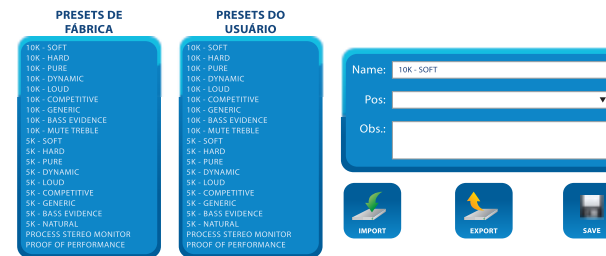 PRESETS DE
FÁBRICA
10K - SOFT
10K - HARD
10K - PURE
10K - DYNAMIC
10K - LOUD
10K - COMPETITIVE
10K - GENERIC
10K - BASS EVIDENCE
10K - MUTE TREBLE
5K - SOFT
5K - HARD
5K - PURE
5K - DYNAMIC
5K - LOUD
5K - COMPETITIVE
5K - GENERIC
5K - BASS EVIDENCE
5K - NATURAL
PROCESS STEREO MONITOR
PROOF OF PERFORMANCE
PRESETS DO
USUÁRIO
10K - SOFT
10K - HARD
10K - PURE
10K - DYNAMIC
10K - LOUD
10K - COMPETITIVE
10K - GENERIC
10K - BASS EVIDENCE
10K - MUTE TREBLE
5K - SOFT
5K - HARD
5K - PURE
5K - DYNAMIC
5K - LOUD
5K - COMPETITIVE
5K - GENERIC
5K - BASS EVIDENCE
5K - NATURAL
PROCESS STEREO MONITOR
PROOF OF PERFORMANCE
Name: 10K - SOFT
Pos:
Obs.:
IMPORT
EXPORT
SAVE